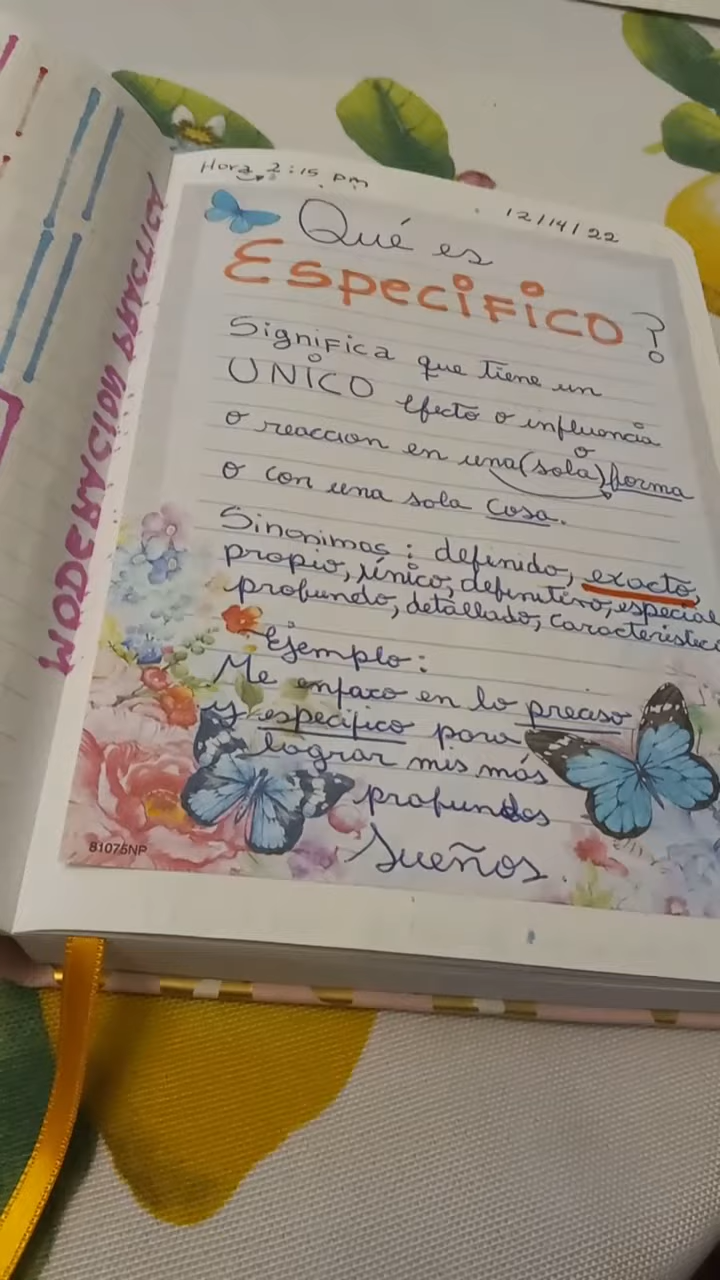 Hora 2:15 pm
12/14/22
Qué es
EspeciFico?
SigniFica que tiene un
UNICO efecto o influencia
o reaccion en una (sola) forma
o con una sola cosa.
Sinonimos: definido, exacto,
propio, único, definitivo, especial
profundo, detallado, caracteristico
Ejemplo:
Me enfoco en lo preciso
y especifico para
lograr mis más
profundos
Sueños.
81075NP